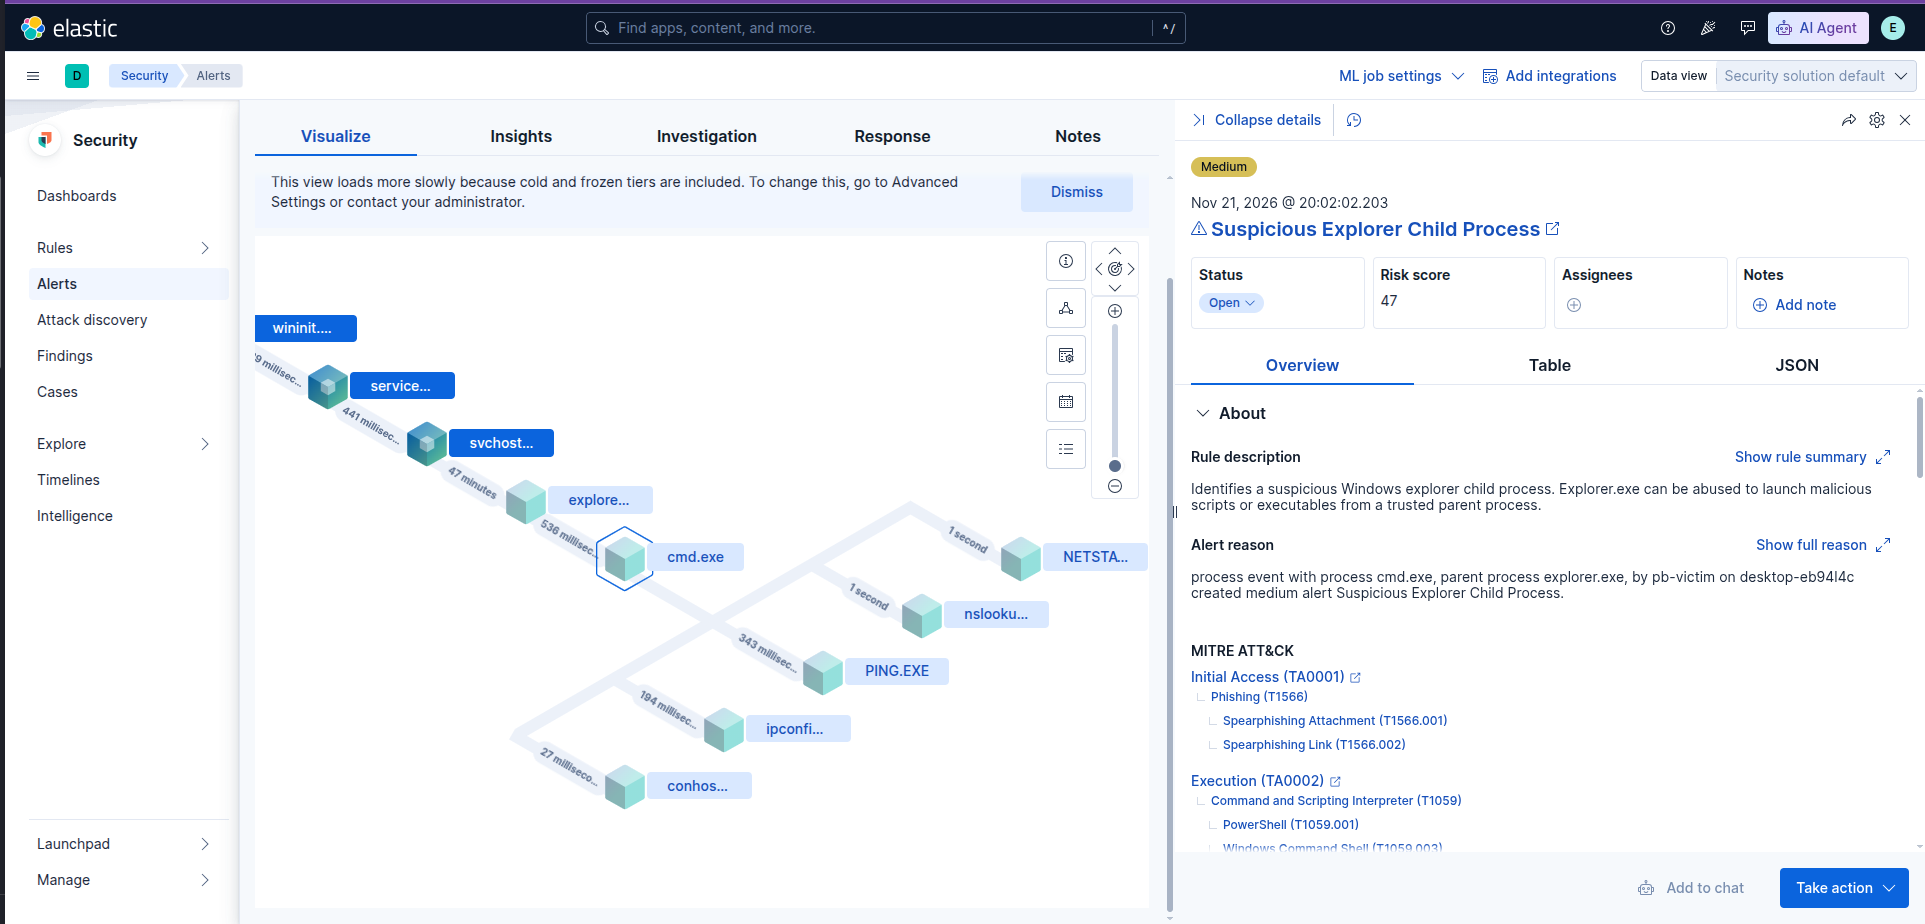 elastic
Find apps, content, and more.
^ /
AI Agent
E
D
Security
Alerts
ML job settings
Add integrations
Data view
Security solution default
Security
Dashboards
Rules
Alerts
Attack discovery
Findings
Cases
Explore
Timelines
Intelligence
Launchpad
Manage
Visualize
Insights
Investigation
Response
Notes
This view loads more slowly because cold and frozen tiers are included. To change this, go to Advanced
Settings or contact your administrator.
Dismiss
wininit....
9 millisec...
service...
441 millisec...
svchost...
47 minutes
explore...
536 millisec...
cmd.exe
1 second
NETSTA...
1 second
nslooku...
343 millisec...
PING.EXE
194 millisec...
ipconfi...
27 milliseco...
conhos...
Collapse details
Medium
Nov 21, 2026 @ 20:02:02.203
Suspicious Explorer Child Process
Status
Open
Risk score
47
Assignees
Notes
Add note
Overview
Table
JSON
About
Rule description
Show rule summary
Identifies a suspicious Windows explorer child process. Explorer.exe can be abused to launch malicious
scripts or executables from a trusted parent process.
Alert reason
Show full reason
process event with process cmd.exe, parent process explorer.exe, by pb-victim on desktop-eb94l4c
created medium alert Suspicious Explorer Child Process.
MITRE ATT&CK
Initial Access (TA0001)
Phishing (T1566)
Spearphishing Attachment (T1566.001)
Spearphishing Link (T1566.002)
Execution (TA0002)
Command and Scripting Interpreter (T1059)
PowerShell (T1059.001)
Windows Command Shell (T1059.003)
Add to chat
Take action